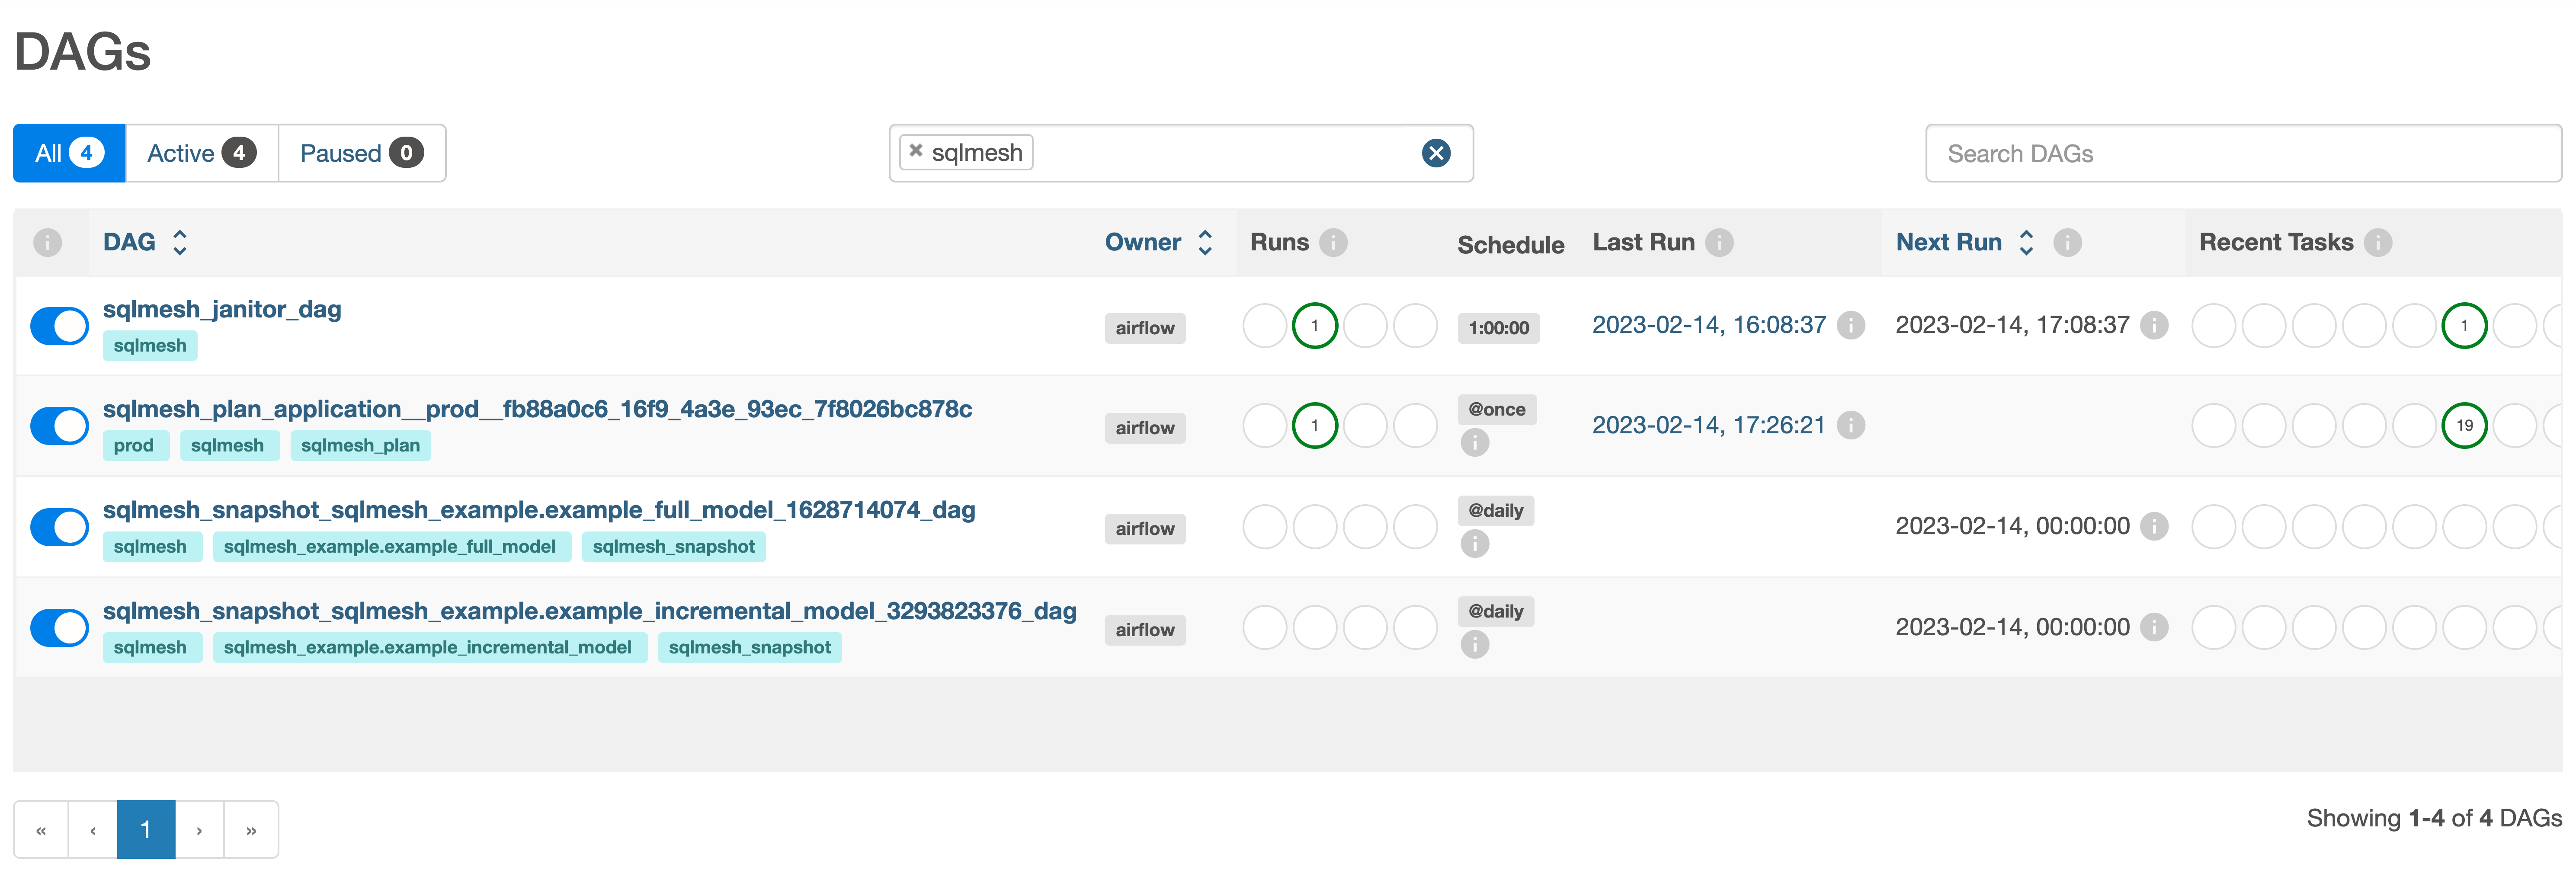 DAGs
All 4 Active 4 Paused 0
× sqlmesh
Search DAGs
DAG Owner Runs Schedule Last Run Next Run Recent Tasks
sqlmesh_janitor_dag
sqlmesh
airflow 1 1:00:00 2023-02-14, 16:08:37 2023-02-14, 17:08:37 1
sqlmesh_plan_application__prod__fb88a0c6_16f9_4a3e_93ec_7f8026bc878c
prod sqlmesh sqlmesh_plan
airflow 1 @once 2023-02-14, 17:26:21 19
sqlmesh_snapshot_sqlmesh_example.example_full_model_1628714074_dag
sqlmesh sqlmesh_example.example_full_model sqlmesh_snapshot
airflow @daily 2023-02-14, 00:00:00
sqlmesh_snapshot_sqlmesh_example.example_incremental_model_3293823376_dag
sqlmesh sqlmesh_example.example_incremental_model sqlmesh_snapshot
airflow @daily 2023-02-14, 00:00:00
« ‹ 1 › »
Showing 1-4 of 4 DAGs